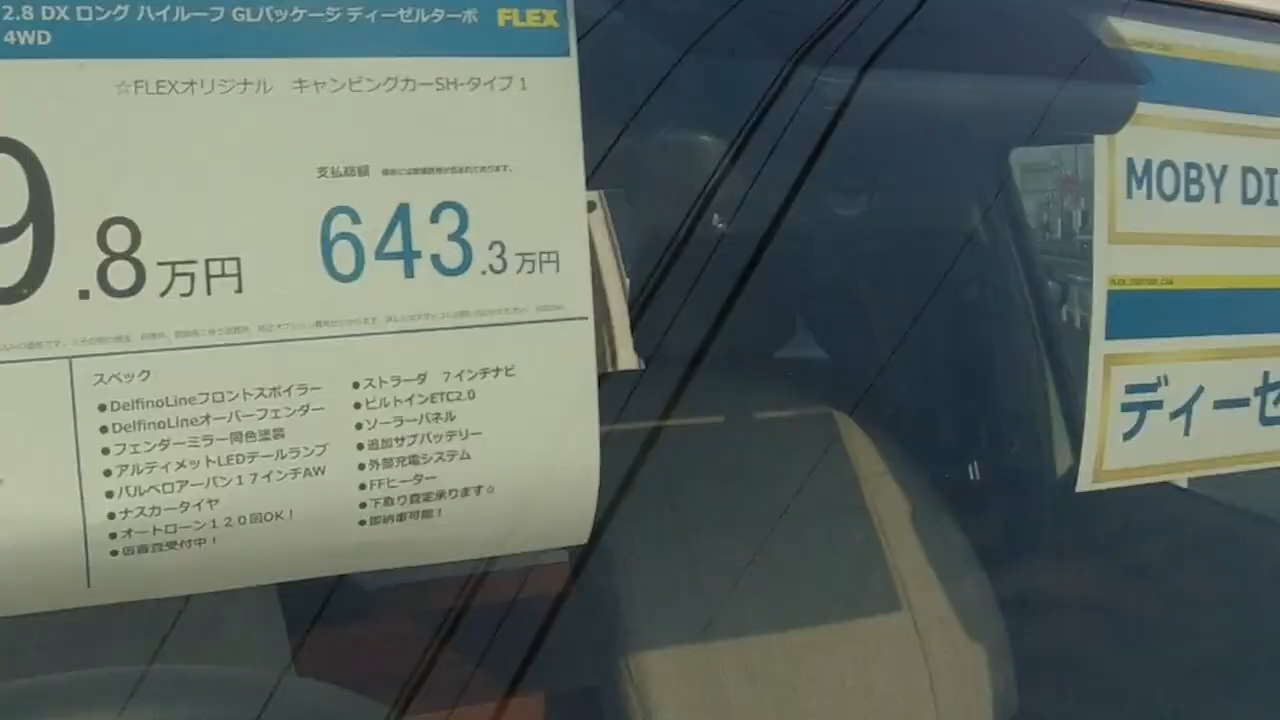 2.8 DX ロング ハイルーフ GLパッケージ ディーゼルターボ
4WD
FLEX
☆FLEXオリジナル キャンピングカーSH-タイプ1
9.8万円
支払総額
643.3万円
スペック
●DelfinoLineフロントスポイラー
●DelfinoLineオーバーフェンダー
●フェンダーミラー同色塗装
●アルティメットLEDテールランプ
●バルベロアーバン17インチAW
●ナスカータイヤ
●オートローン120回OK!
●仮審査受付中!
●ストラーダ 7インチナビ
●ビルトインETC2.0
●ソーラーパネル
●追加サブバッテリー
●外部充電システム
●FFヒーター
●下取り査定承ります☆
●即納車可能!
MOBY DI
ディーセ